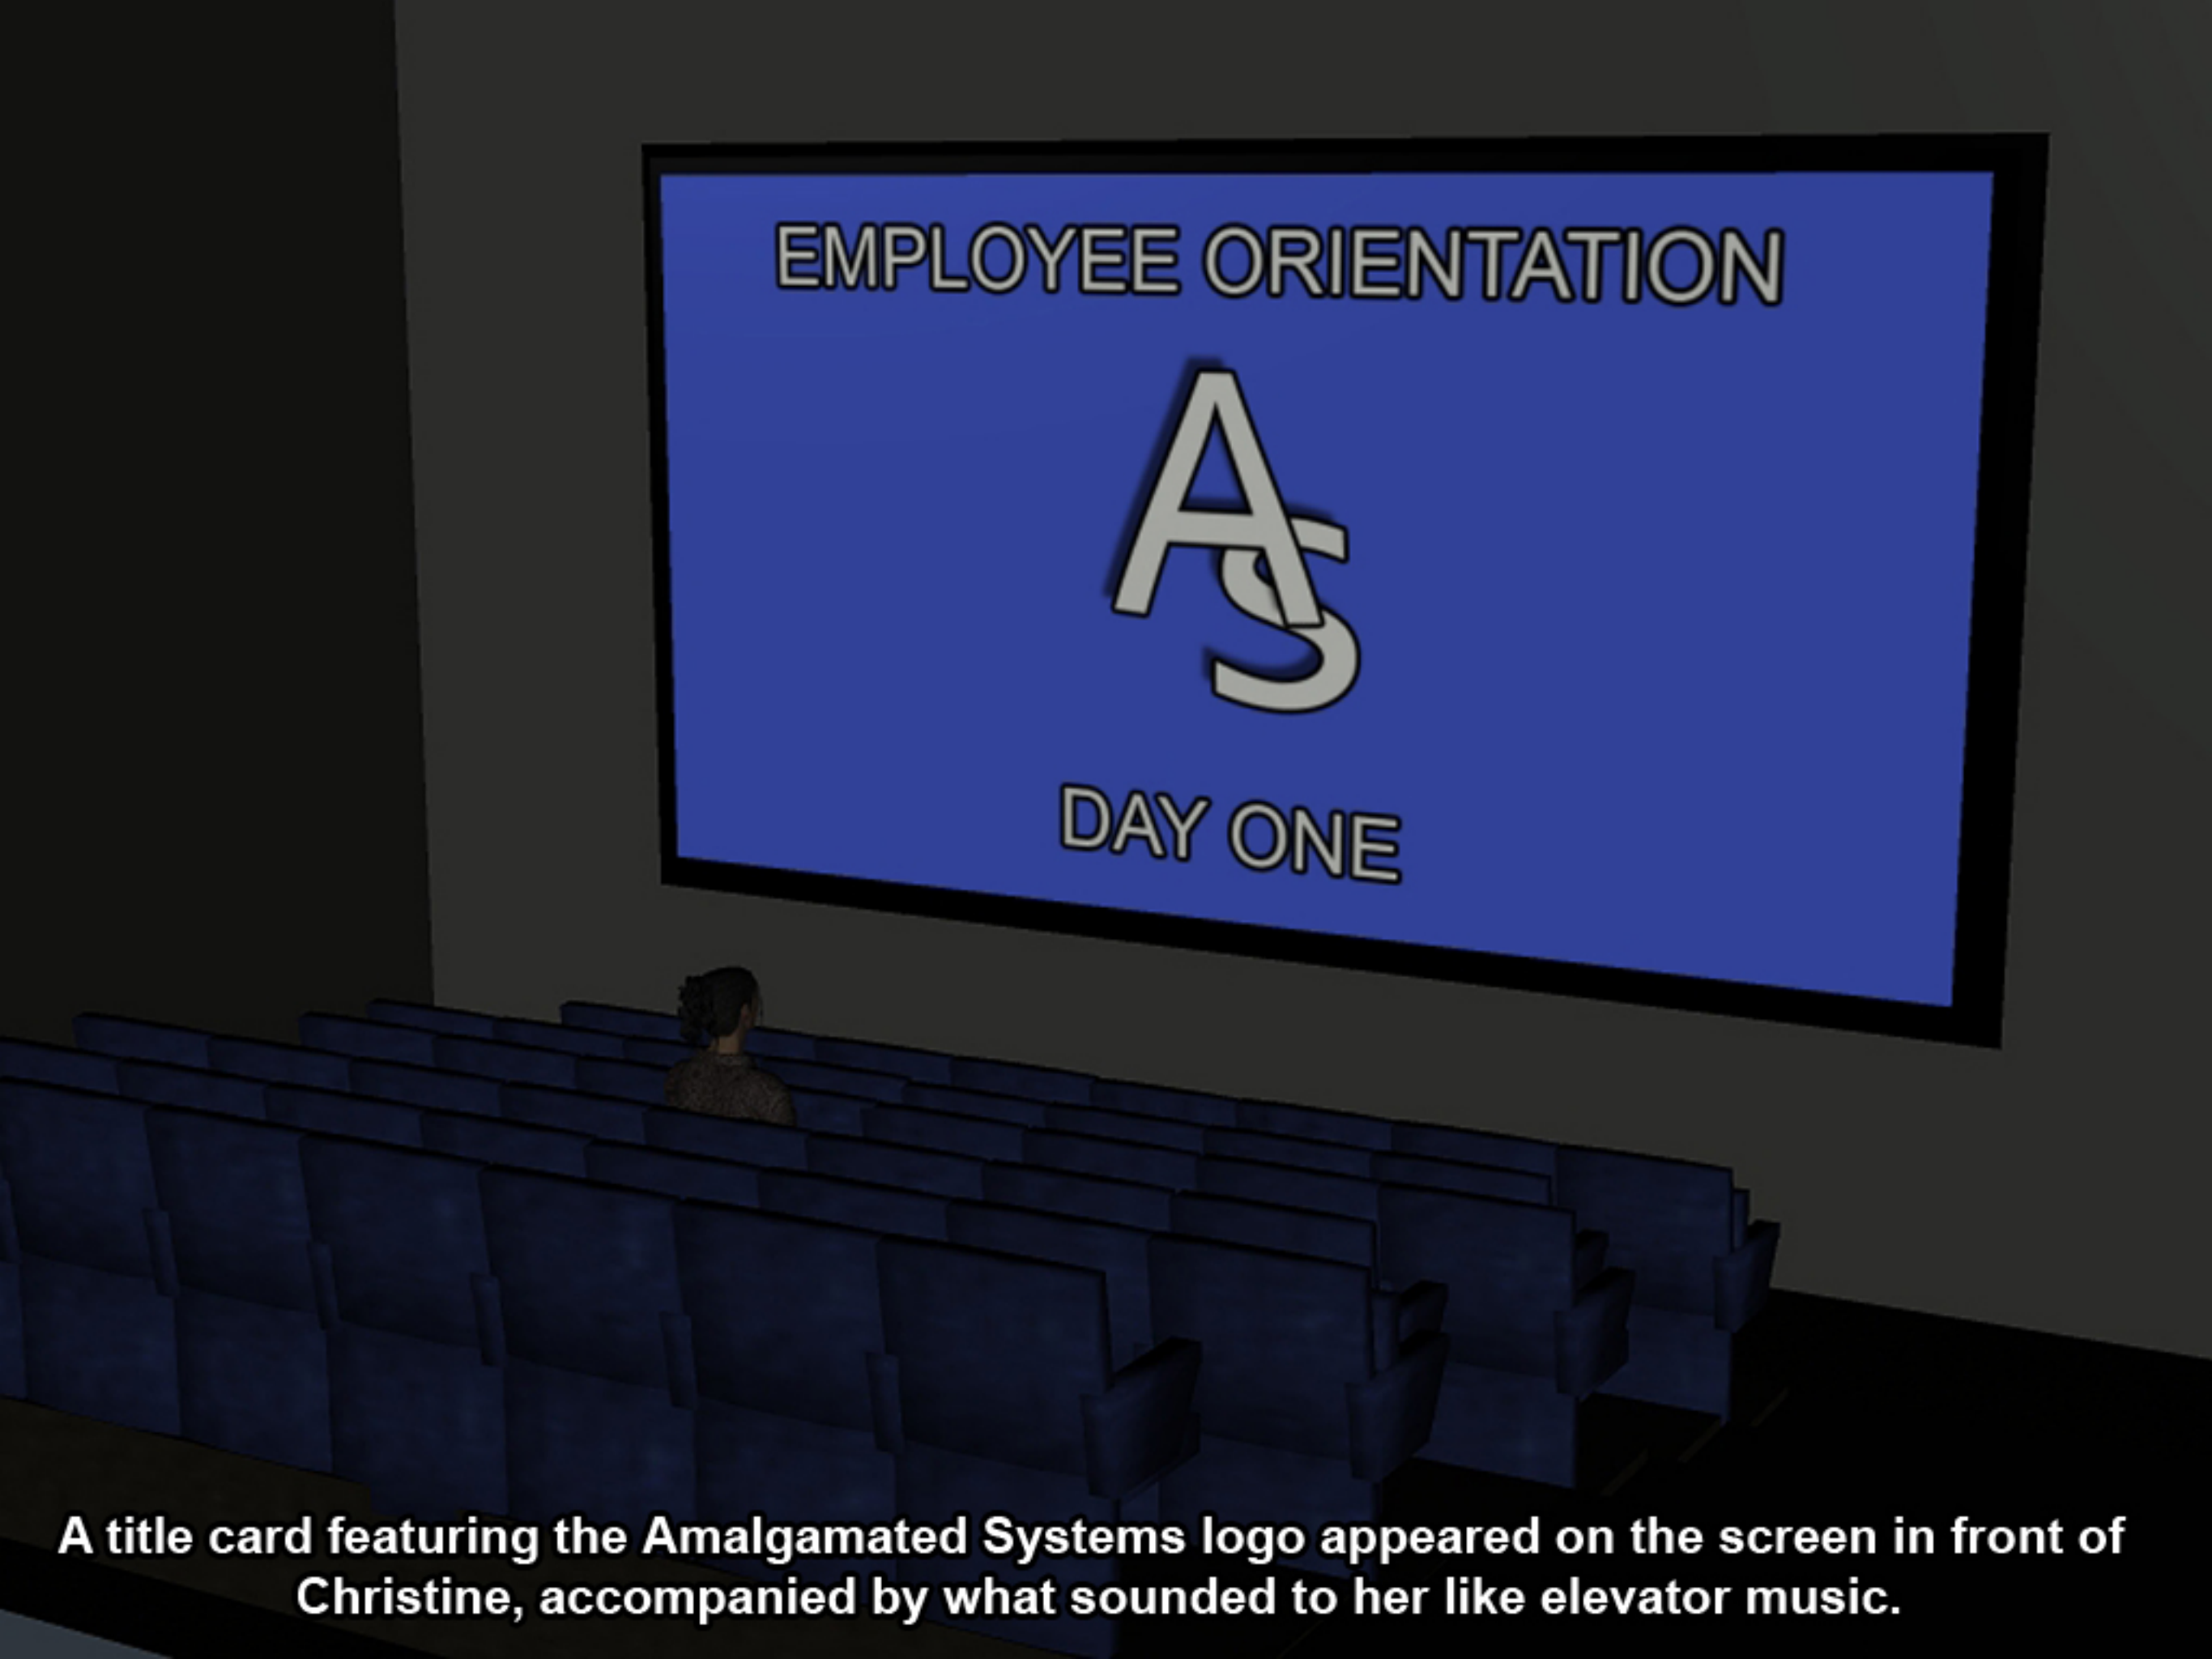 EMPLOYEE ORIENTATION
AS
DAY ONE
A title card featuring the Amalgamated Systems logo appeared on the screen in front of
Christine, accompanied by what sounded to her like elevator music.